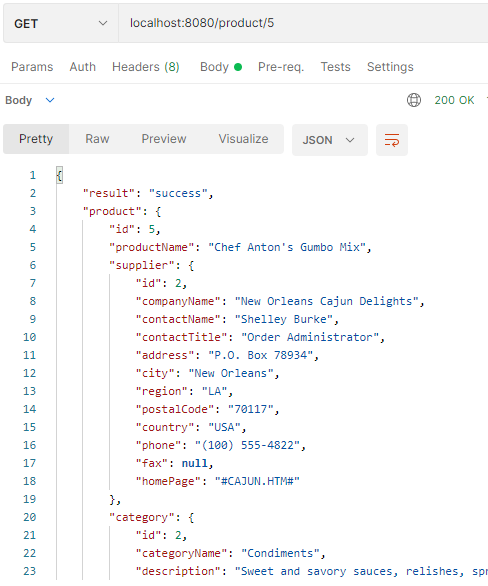 GET localhost:8080/product/5
Params Auth Headers (8) Body Pre-req. Tests Settings
Body 200 OK
Pretty Raw Preview Visualize JSON
1 {
2 "result": "success",
3 "product": {
4 "id": 5,
5 "productName": "Chef Anton's Gumbo Mix",
6 "supplier": {
7 "id": 2,
8 "companyName": "New Orleans Cajun Delights",
9 "contactName": "Shelley Burke",
10 "contactTitle": "Order Administrator",
11 "address": "P.O. Box 78934",
12 "city": "New Orleans",
13 "region": "LA",
14 "postalCode": "70117",
15 "country": "USA",
16 "phone": "(100) 555-4822",
17 "fax": null,
18 "homePage": "#CAJUN.HTM#"
19 },
20 "category": {
21 "id": 2,
22 "categoryName": "Condiments",
23 "description": "Sweet and savory sauces, relishes, spr